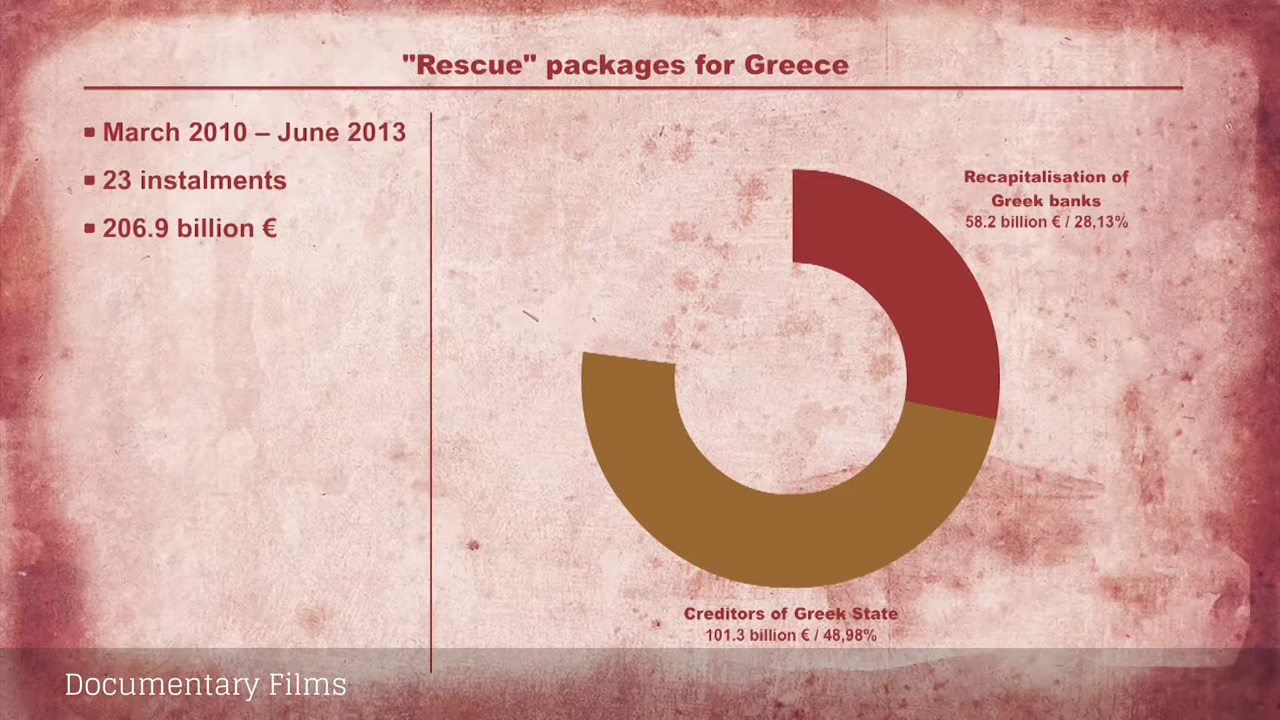 "Rescue" packages for Greece
March 2010 – June 2013
23 instalments
206.9 billion €
Recapitalisation of
Greek banks
58.2 billion € / 28,13%
Creditors of Greek State
101.3 billion € / 48,98%
Documentary Films